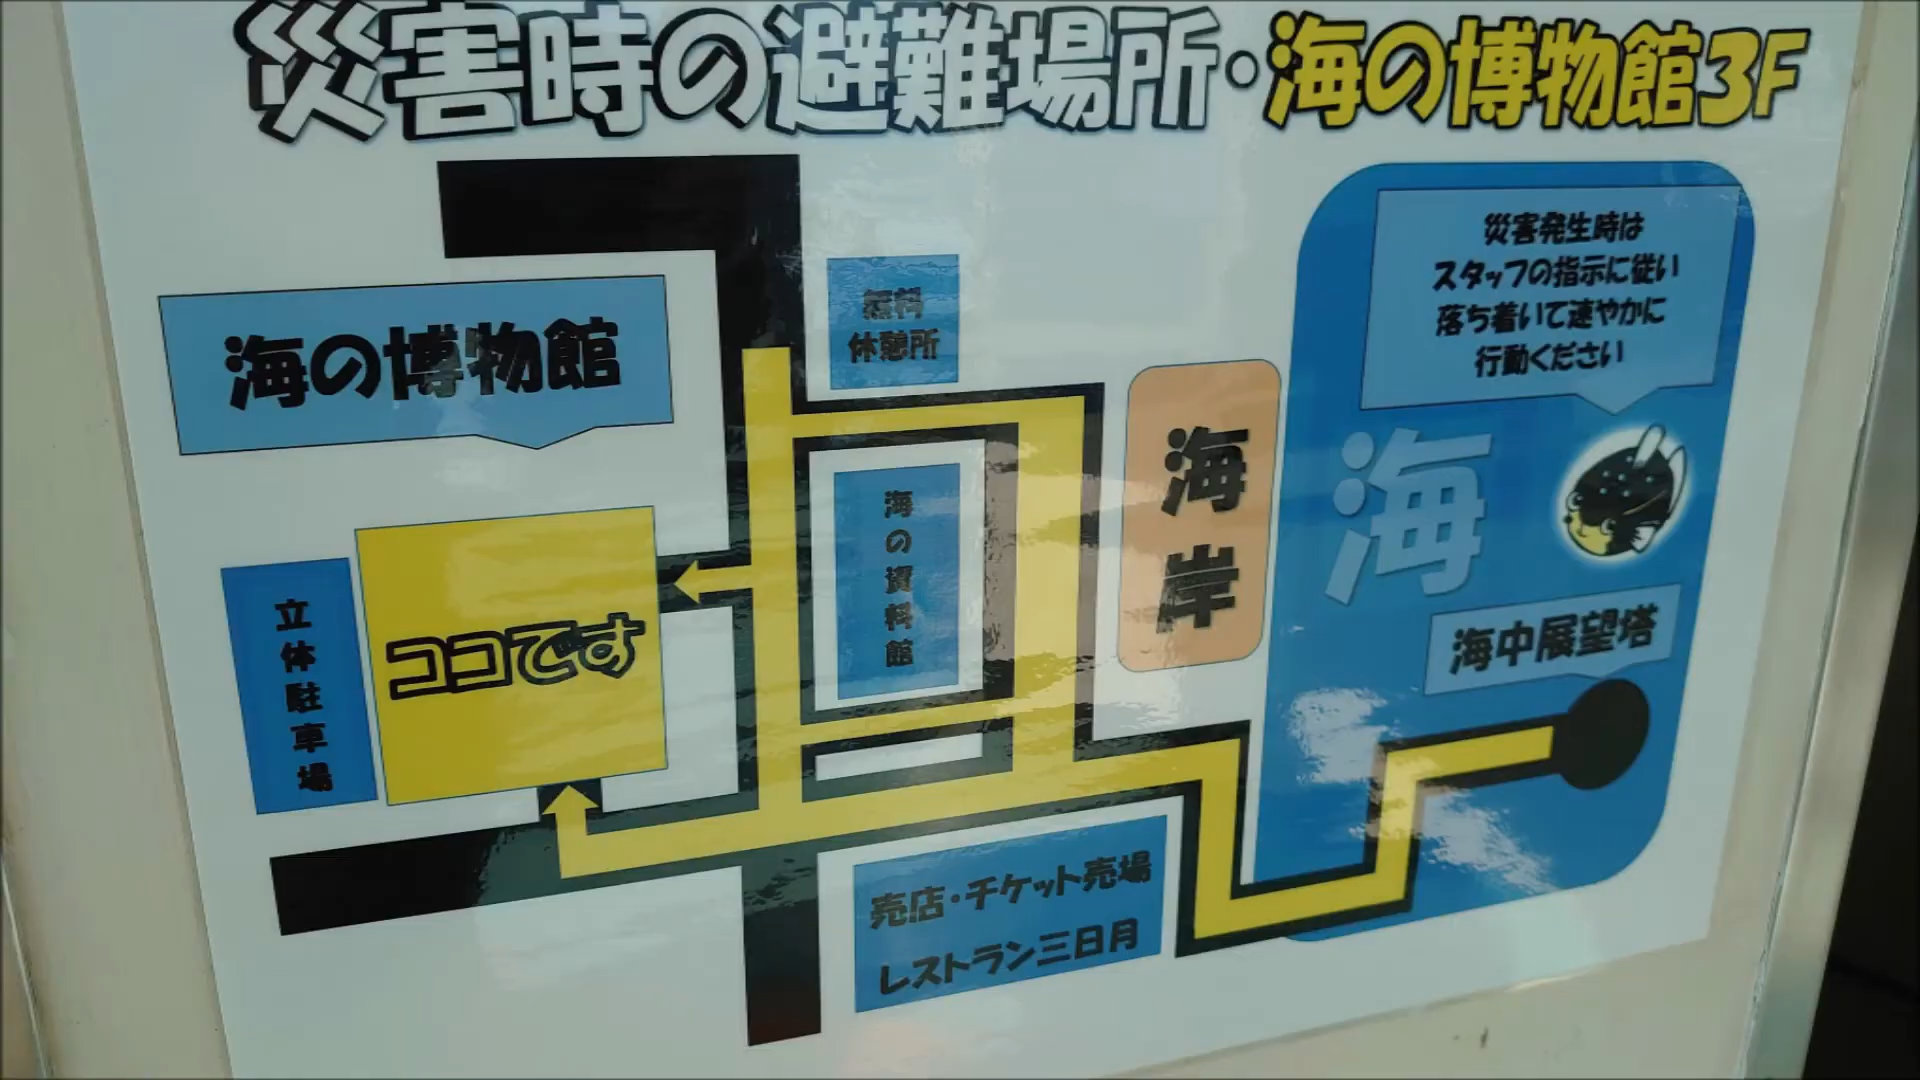 災害時の避難場所・海の博物館3F
災害発生時は
スタッフの指示に従い
落ち着いて速やかに
行動ください
無料
休憩所
海の博物館
海岸
海
海の資料館
立体駐車場
ココです
海中展望塔
売店・チケット売場
レストラン三日月